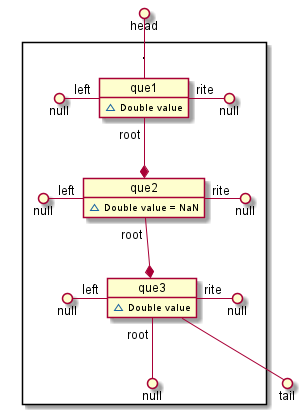 head
que1
left
rite
Double value
null
null
root
que2
left
rite
Double value = NaN
null
null
root
que3
left
rite
Double value
null
null
root
null
tail